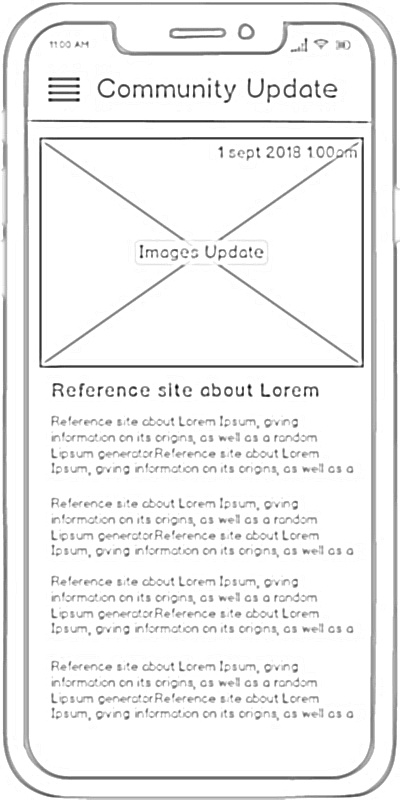 11:00 AM
Community Update
1 sept 2018 1:00pm
Images Update
Reference site about Lorem
Reference site about Lorem Ipsum, giving
information on its origins, as well as a random
Lipsum generatorReference site about Lorem
Ipsum, giving information on its origins, as well as a
Reference site about Lorem Ipsum, giving
information on its origins, as well as a random
Lipsum generatorReference site about Lorem
Ipsum, giving information on its origins, as well as a
Reference site about Lorem Ipsum, giving
information on its origins, as well as a random
Lipsum generatorReference site about Lorem
Ipsum, giving information on its origins, as well as a
Reference site about Lorem Ipsum, giving
information on its origins, as well as a random
Lipsum generatorReference site about Lorem
Ipsum, giving information on its origins, as well as a